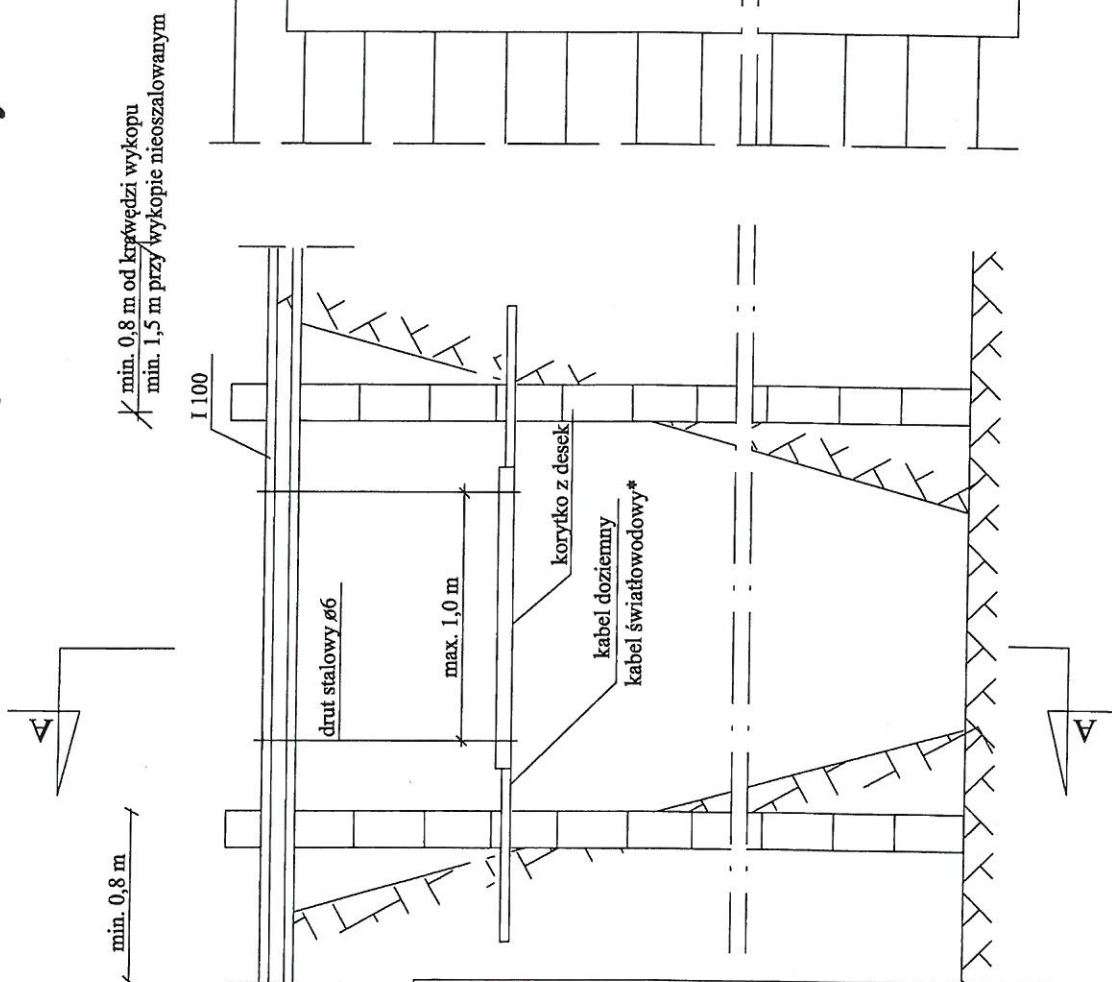 min. 0,8 m od krawędzi wykopu
min. 1,5 m przy wykopie nieoszalowanym
I 100
drut stalowy ø6
max. 1,0 m
korytko z desek
kabel doziemny
kabel światłowodowy*
min. 0,8 m
A
A